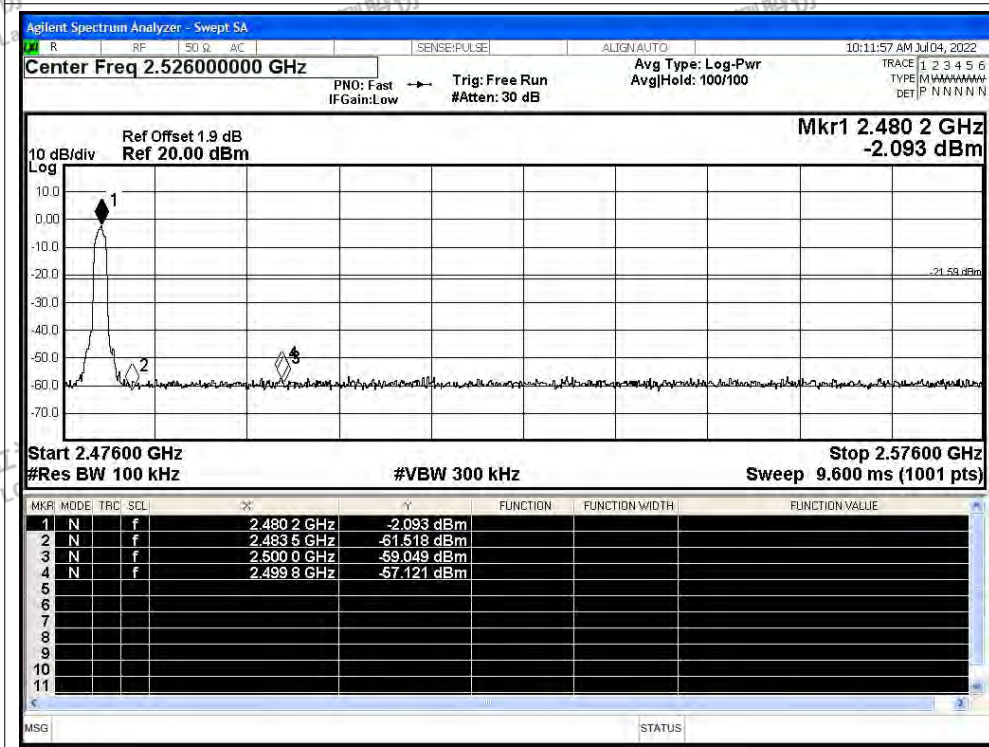 Agilent Spectrum Analyzer - Swept SA
R RF 50 Ω AC SENSE:PULSE ALIGN AUTO 10:11:57 AM Jul 04, 2022
Center Freq 2.526000000 GHz
PNO: Fast
IFGain:Low
Trig: Free Run
#Atten: 30 dB
Avg Type: Log-Pwr
Avg|Hold: 100/100
TRACE 1 2 3 4 5 6
TYPE MWWWWW
DET P N N N N N
Ref Offset 1.9 dB
10 dB/div Ref 20.00 dBm
Log
Mkr1 2.480 2 GHz
-2.093 dBm
10.0
0.00
-10.0
-20.0
-30.0
-40.0
-50.0
-60.0
-70.0
1
2
4
3
-21.59 dBm
Start 2.47600 GHz Stop 2.57600 GHz
#Res BW 100 kHz #VBW 300 kHz Sweep 9.600 ms (1001 pts)
MKR MODE TRC SCL X Y FUNCTION FUNCTION WIDTH FUNCTION VALUE
1 N f 2.480 2 GHz -2.093 dBm
2 N f 2.483 5 GHz -61.518 dBm
3 N f 2.500 0 GHz -59.049 dBm
4 N f 2.499 8 GHz -57.121 dBm
5
6
7
8
9
10
11
MSG STATUS